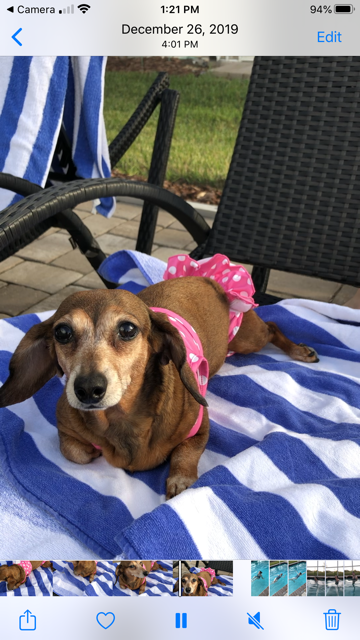 Camera
1:21 PM
94%
December 26, 2019
4:01 PM
Edit